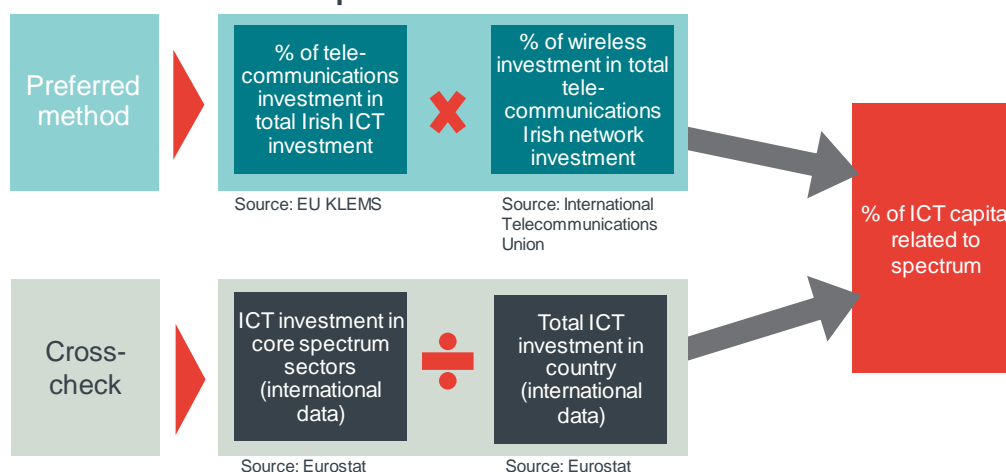 Preferred
method
% of tele-
communications
investment in
total Irish ICT
investment
% of wireless
investment in total
tele-
communications
Irish network
investment
Source: EU KLEMS
Source: International
Telecommunications
Union
% of ICT capita
related to
spectrum
Cross-
check
ICT investment in
core spectrum
sectors
(international
data)
Total ICT
investment in
country
(international
data)
Source: Eurostat
Source: Eurostat